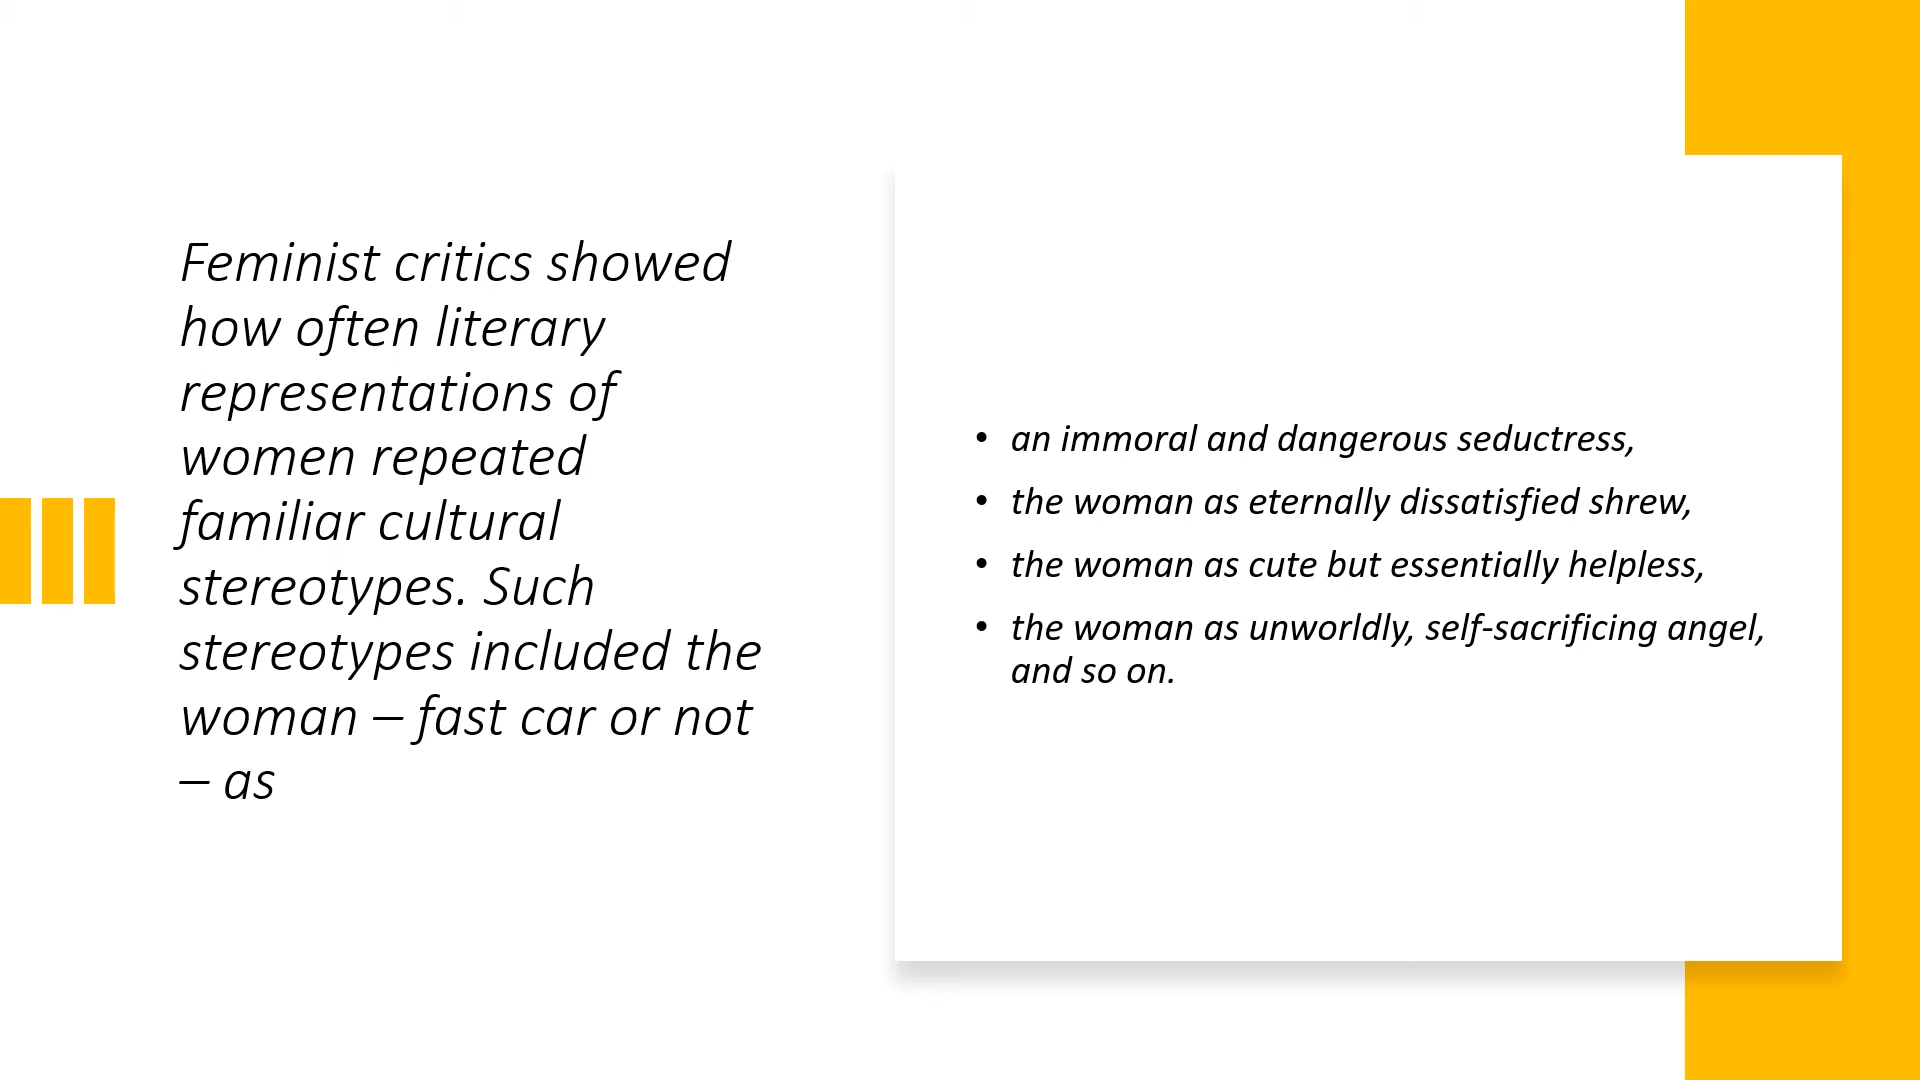 Feminist critics showed
how often literary
representations of
women repeated
familiar cultural
stereotypes. Such
stereotypes included the
woman – fast car or not
– as
• an immoral and dangerous seductress,
• the woman as eternally dissatisfied shrew,
• the woman as cute but essentially helpless,
• the woman as unworldly, self-sacrificing angel,
and so on.